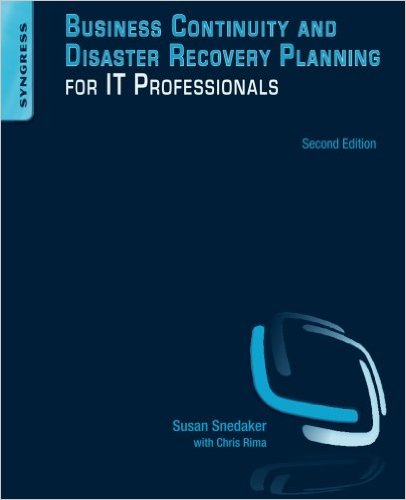 SYNGRESS
BUSINESS CONTINUITY AND
DISASTER RECOVERY PLANNING
FOR IT PROFESSIONALS
Second Edition
Susan Snedaker
with Chris Rima